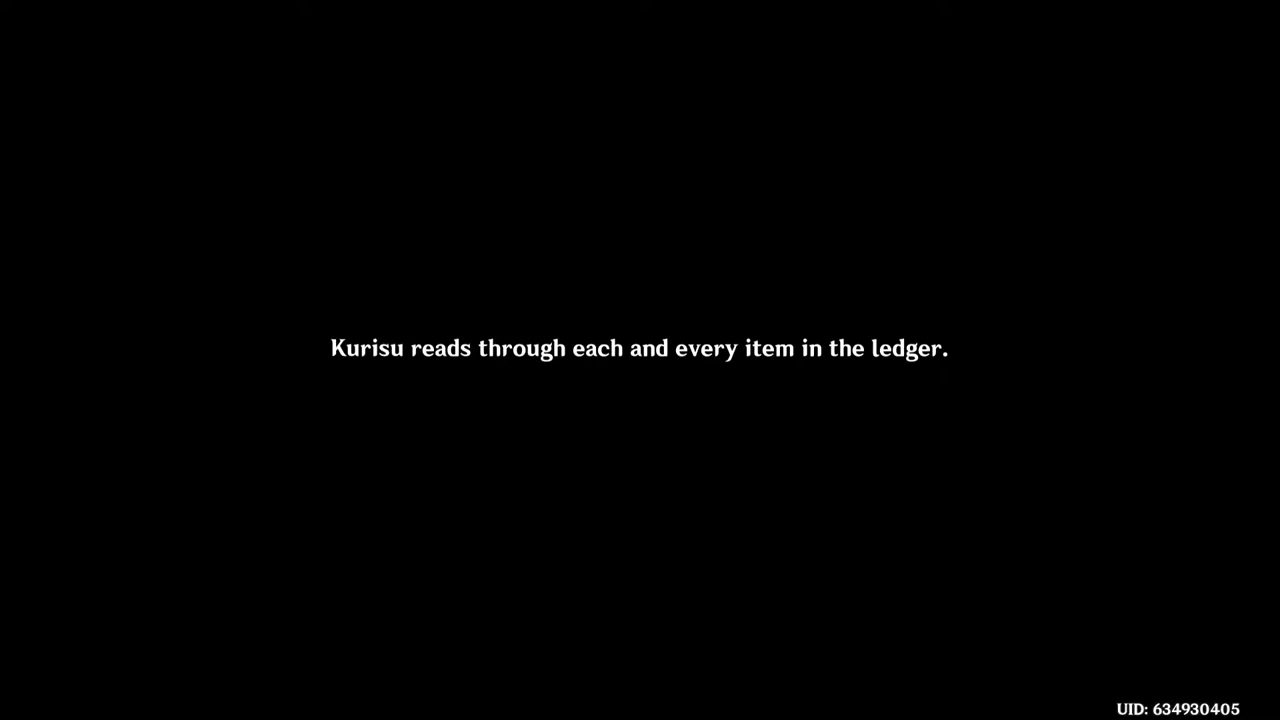 Kurisu reads through each and every item in the ledger.
UID: 634930405